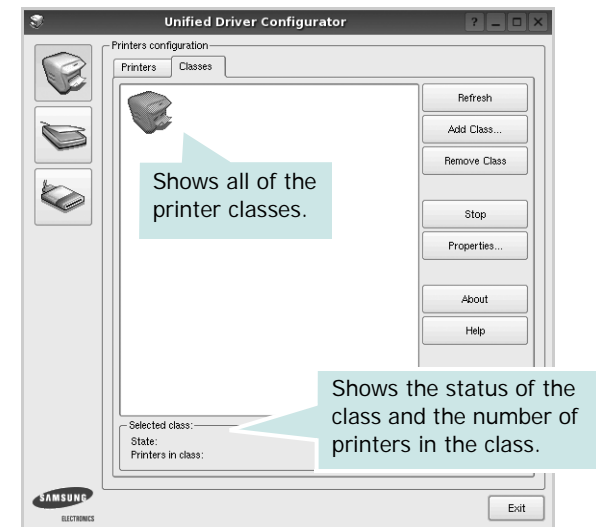 Unified Driver Configurator
Printers configuration
Printers Classes
Refresh
Add Class...
Remove Class
Shows all of the
printer classes.
Stop
Properties...
About
Help
Shows the status of the
class and the number of
printers in the class.
Selected class:
State:
Printers in class:
SAMSUNG
ELECTRONICS
Exit